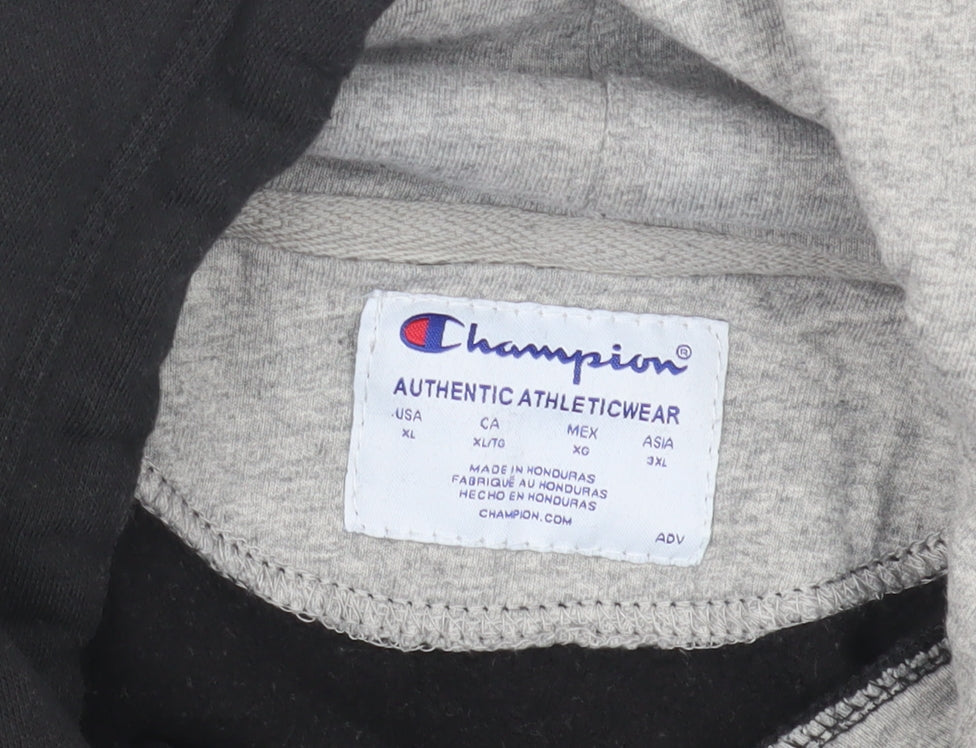 Champion®
AUTHENTIC ATHLETICWEAR
USA CA MEX ASIA
XL XL/TG XG 3XL
MADE IN HONDURAS
FABRIQUÉ AU HONDURAS
HECHO EN HONDURAS
CHAMPION.COM
ADV